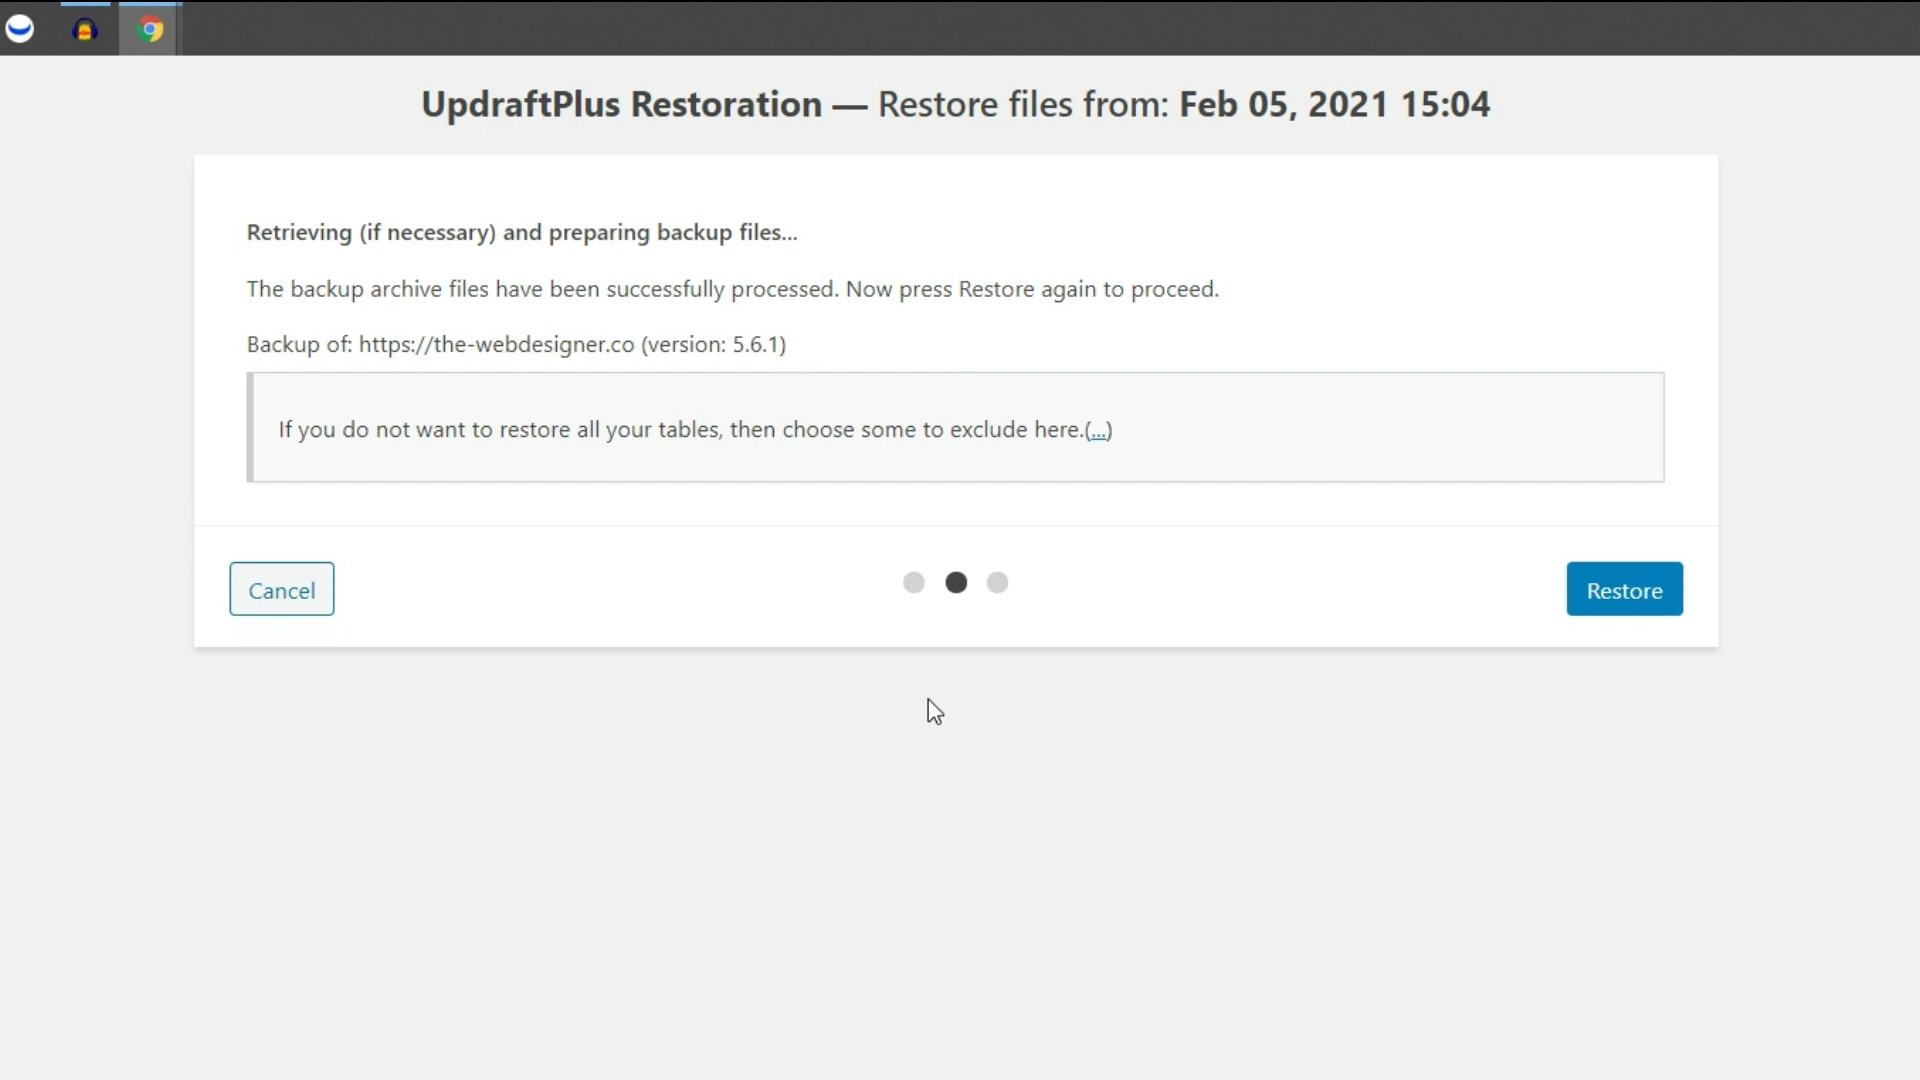 UpdraftPlus Restoration — Restore files from: Feb 05, 2021 15:04
Retrieving (if necessary) and preparing backup files...
The backup archive files have been successfully processed. Now press Restore again to proceed.
Backup of: https://the-webdesigner.co (version: 5.6.1)
If you do not want to restore all your tables, then choose some to exclude here.(...)
Cancel
Restore